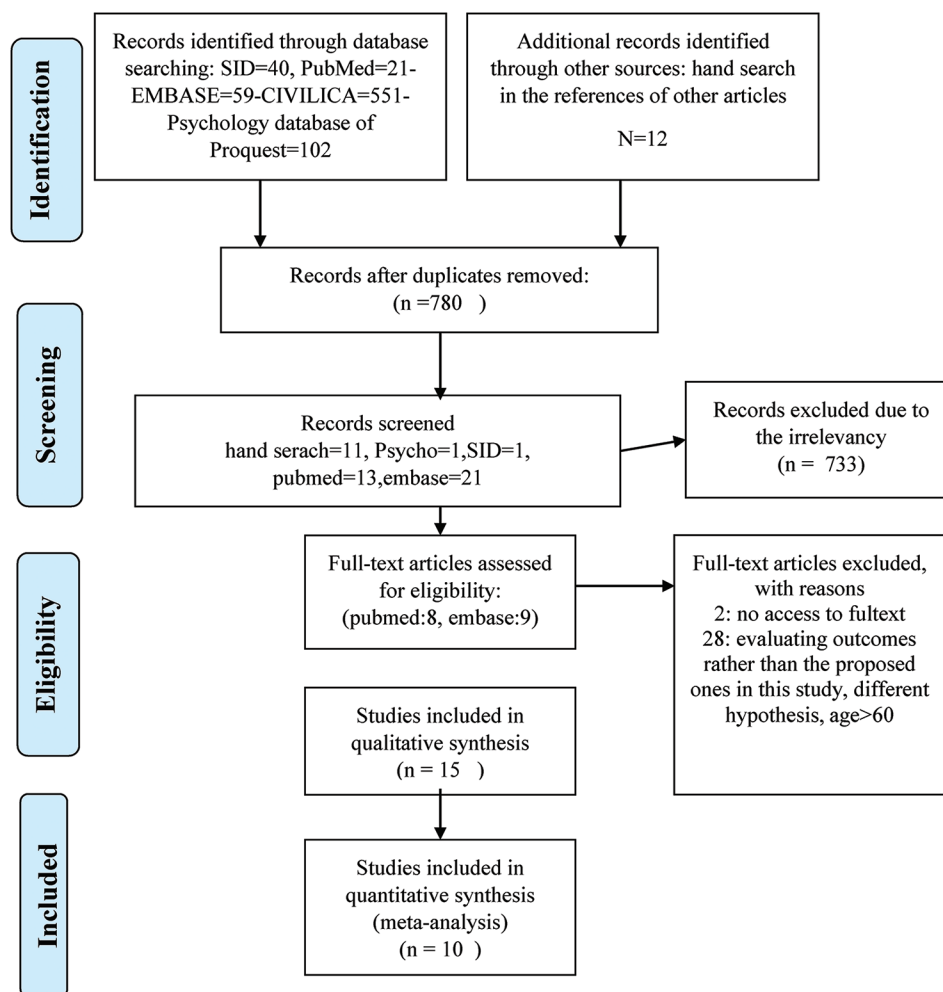 Identification
Records identified through database
searching: SID=40, PubMed=21-
EMBASE=59-CIVILICA=551-
Psychology database of
Proquest=102
Additional records identified
through other sources: hand search
in the references of other articles
N=12
Records after duplicates removed:
(n =780 )
Screening
Records screened
hand serach=11, Psycho=1,SID=1,
pubmed=13,embase=21
Records excluded due to
the irrelevancy
(n = 733)
Eligibility
Full-text articles assessed
for eligibility:
(pubmed:8, embase:9)
Full-text articles excluded,
with reasons
2: no access to fultext
28: evaluating outcomes
rather than the proposed
ones in this study, different
hypothesis, age>60
Studies included in
qualitative synthesis
(n = 15 )
Included
Studies included in
quantitative synthesis
(meta-analysis)
(n = 10 )